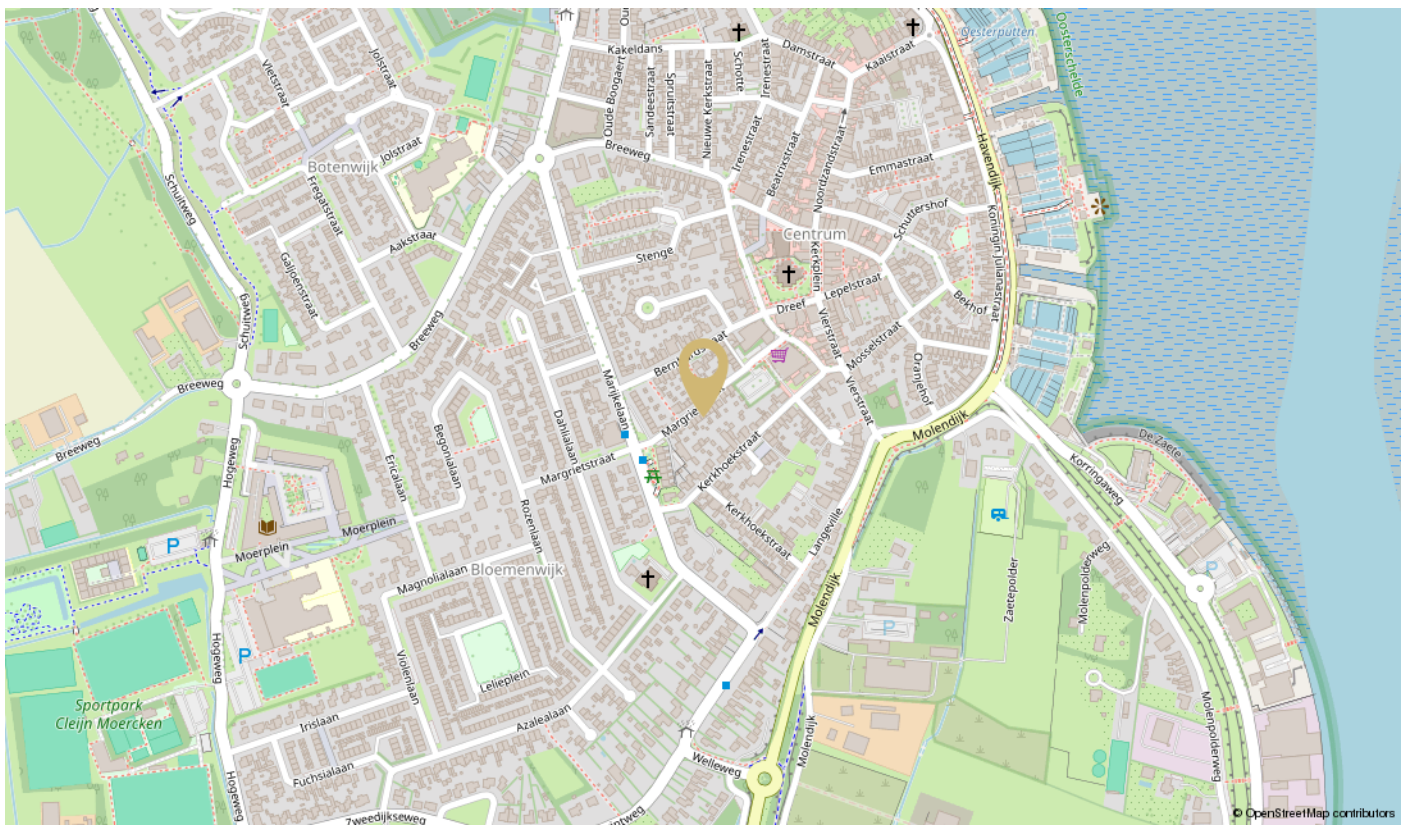 Kakeldans
Damstraat
Kaaistraat
Oesterputten
Oosterschelde
Jolstraat
Vletstraat
Oude Boogaert
Sandeestraat
Spruitstraat
Nieuwe Kerkstraat
Schotte
Irenestraat
Breeweg
Irenestraat
Beatrixstraat
Noordzandstraat
Emmastraat
Havendijk
Jolstraat
Botenwijk
Fregatstraat
Schuitweg
Aakstraat
Galjoenstraat
Stenge
Centrum
Kerkplein
Schuttershof
Koningin Julianastraat
Lepelstraat
Bekhof
Dreef
Vierstraat
Mosselstraat
Oranjehof
Schuitweg
Breeweg
Breeweg
Breeweg
Marijkelaan
Vierstraat
Molendijk
De Zaete
Korringaweg
Hogeweg
Ericalaan
Begonialaan
Dahlialaan
Margrietstraat
Kerkhoekstraat
Kerkhoekstraat
Langeville
Moerplein
Moerplein
P
Rozenlaan
Magnolialaan
Bloemenwijk
Molendijk
Zaetepolder
Molenpolderweg
P
P
P
Hogeweg
Violenlaan
Lelieplein
Sportpark
Cleijn Moercken
Irislaan
Azalealaan
Fuchsialaan
Hogeweg
Zweedijkseweg
Welleweg
Molendijk
Molenpolderweg
© OpenStreetMap contributors